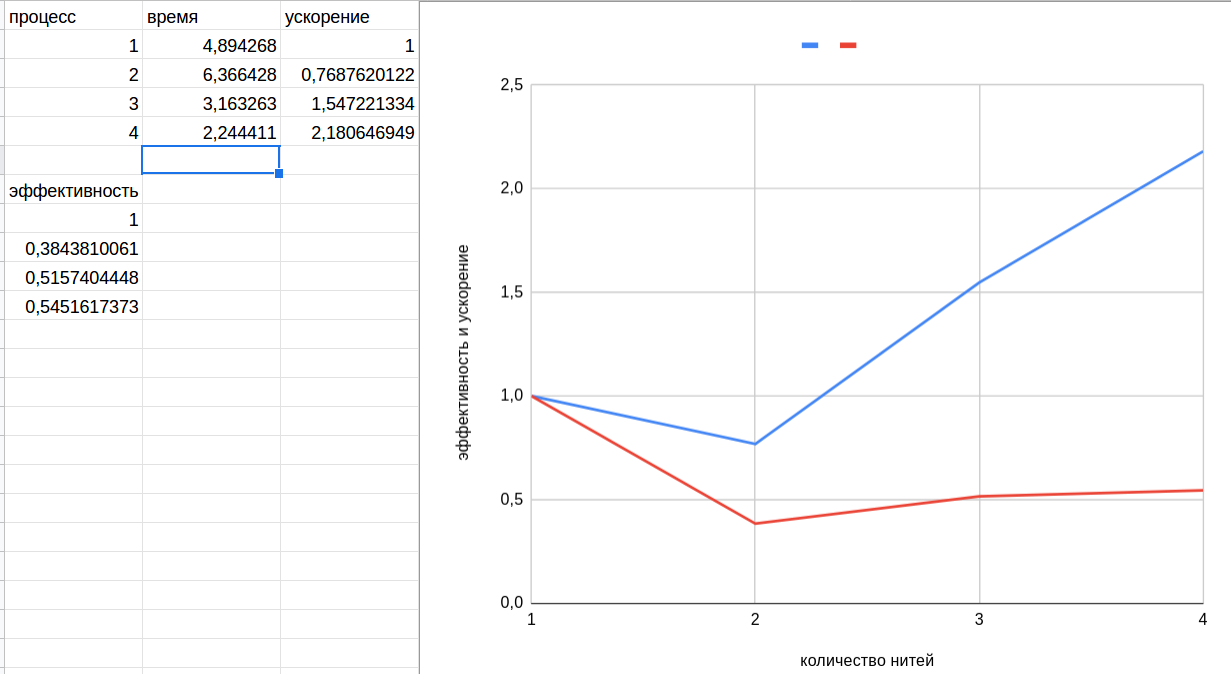 процесс время ускорение
1 4,894268 1
2 6,366428 0,7687620122
3 3,163263 1,547221334
4 2,244411 2,180646949
эффективность
1
0,3843810061
0,5157404448
0,5451617373
2,5
2,0
1,5
1,0
0,5
0,0
эффективность и ускорение
1 2 3 4
количество нитей